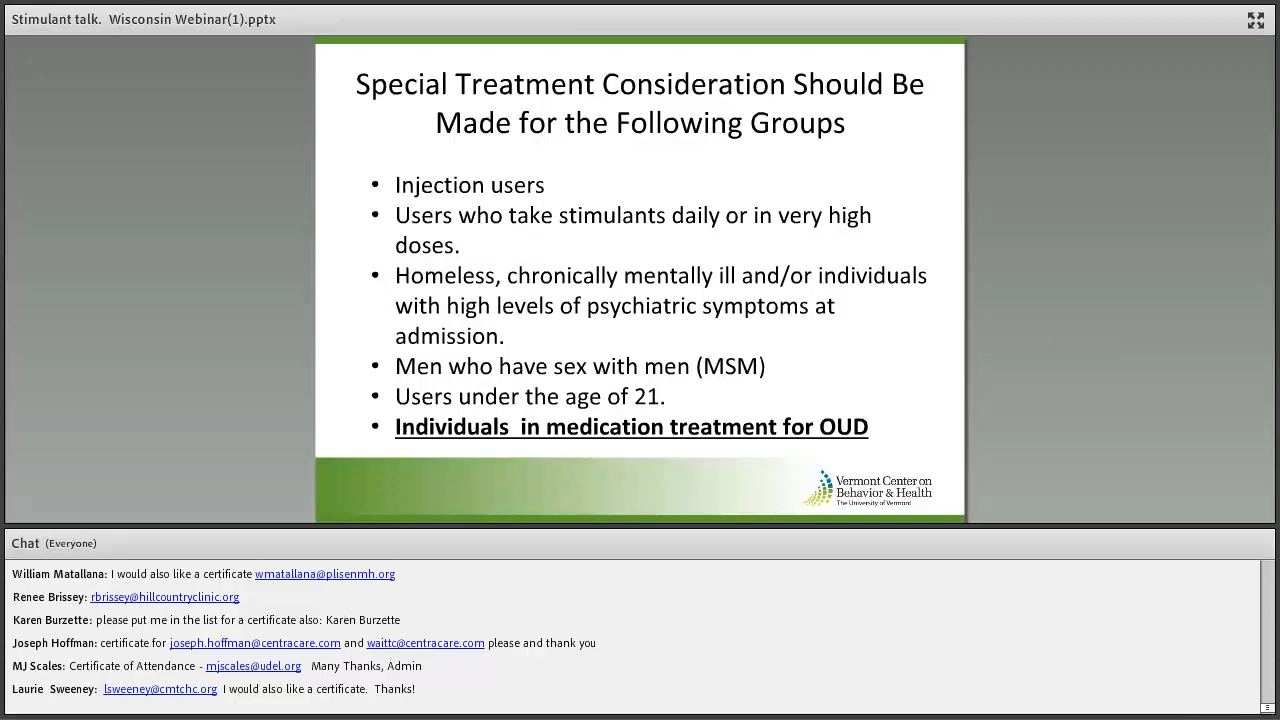 Stimulant talk.  Wisconsin Webinar(1).pptx
Special Treatment Consideration Should Be
Made for the Following Groups
• Injection users
• Users who take stimulants daily or in very high
doses.
• Homeless, chronically mentally ill and/or individuals
with high levels of psychiatric symptoms at
admission.
• Men who have sex with men (MSM)
• Users under the age of 21.
• Individuals  in medication treatment for OUD
Vermont Center on
Behavior & Health
The University of Vermont
Chat (Everyone)
William Matallana: I would also like a certificate wmatallana@plisenmh.org
Renee Brissey: rbrissey@hillcountryclinic.org
Karen Burzette: please put me in the list for a certificate also: Karen Burzette
Joseph Hoffman: certificate for joseph.hoffman@centracare.com and waittc@centracare.com please and thank you
MJ Scales: Certificate of Attendance - mjscales@udel.org   Many Thanks, Admin
Laurie  Sweeney:  lsweeney@cmtchc.org  I would also like a certificate.  Thanks!